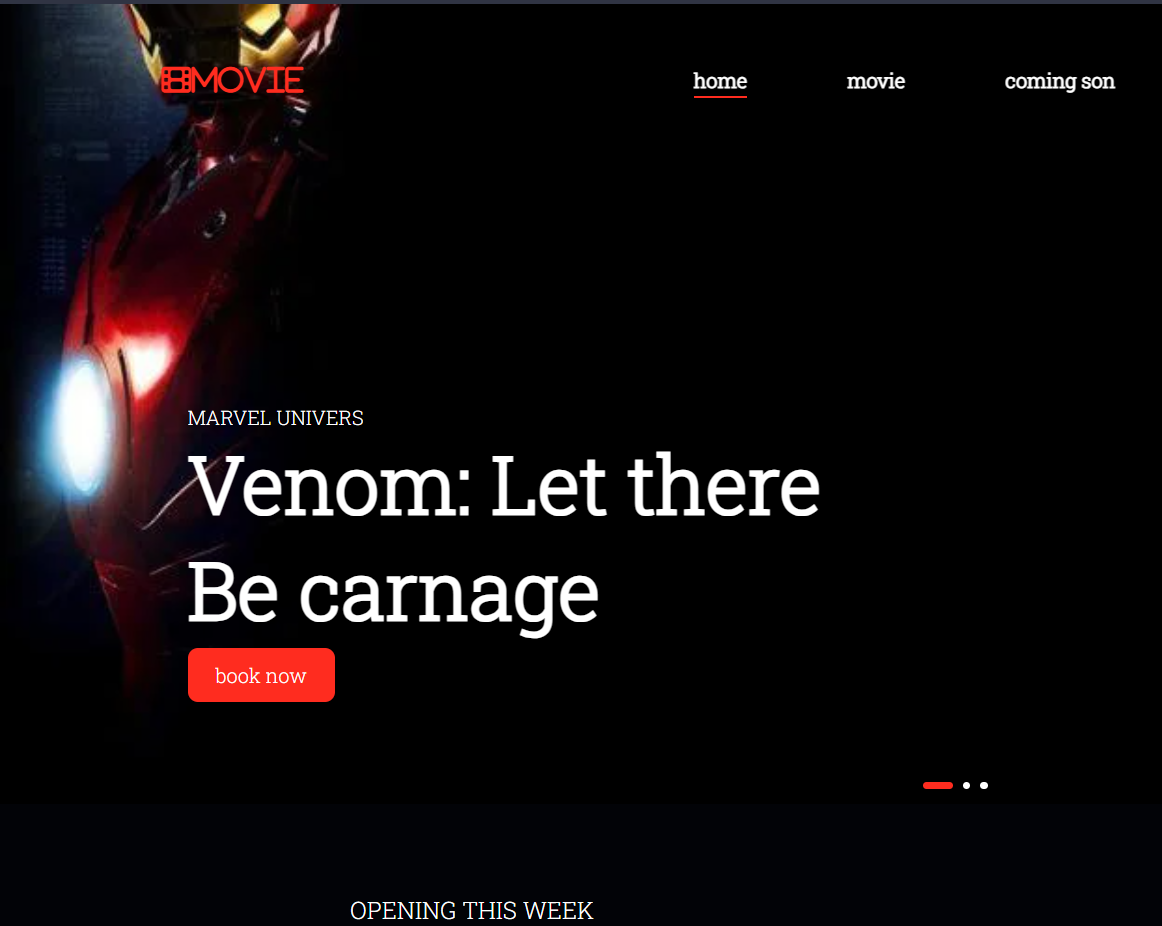 MOVIE
home
movie
coming son
MARVEL UNIVERS
Venom: Let there
Be carnage
book now
OPENING THIS WEEK